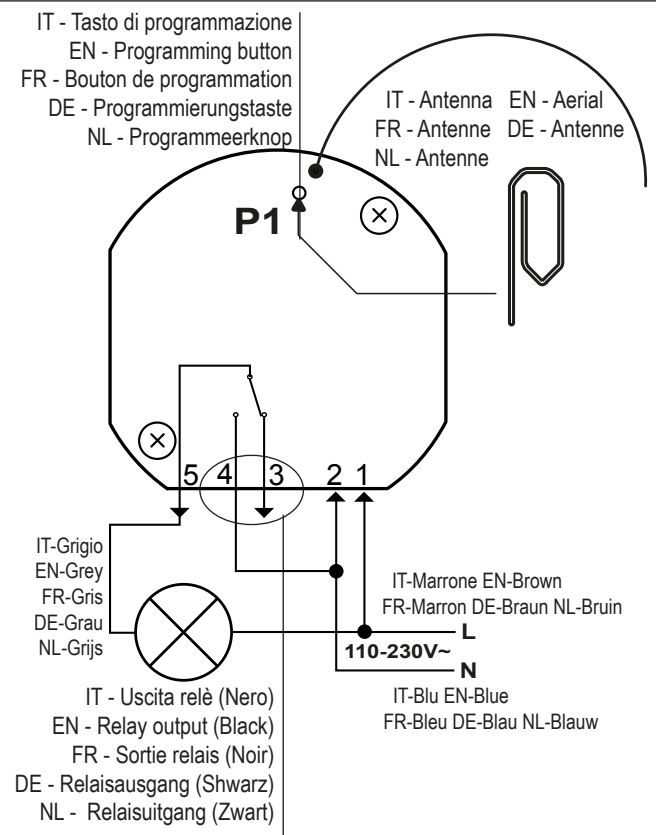 IT - Tasto di programmazione
EN - Programming button
FR - Bouton de programmation
DE - Programmierungstaste
NL - Programmeerknop
IT - Antenna EN - Aerial
FR - Antenne DE - Antenne
NL - Antenne
P1
5 4 3 2 1
IT-Grigio
EN-Grey
FR-Gris
DE-Grau
NL-Grijs
IT-Marrone EN-Brown
FR-Marron DE-Braun NL-Bruin
L
110-230V~
N
IT-Blu EN-Blue
FR-Bleu DE-Blau NL-Blauw
IT - Uscita relè (Nero)
EN - Relay output (Black)
FR - Sortie relais (Noir)
DE - Relaisausgang (Shwarz)
NL - Relaisuitgang (Zwart)